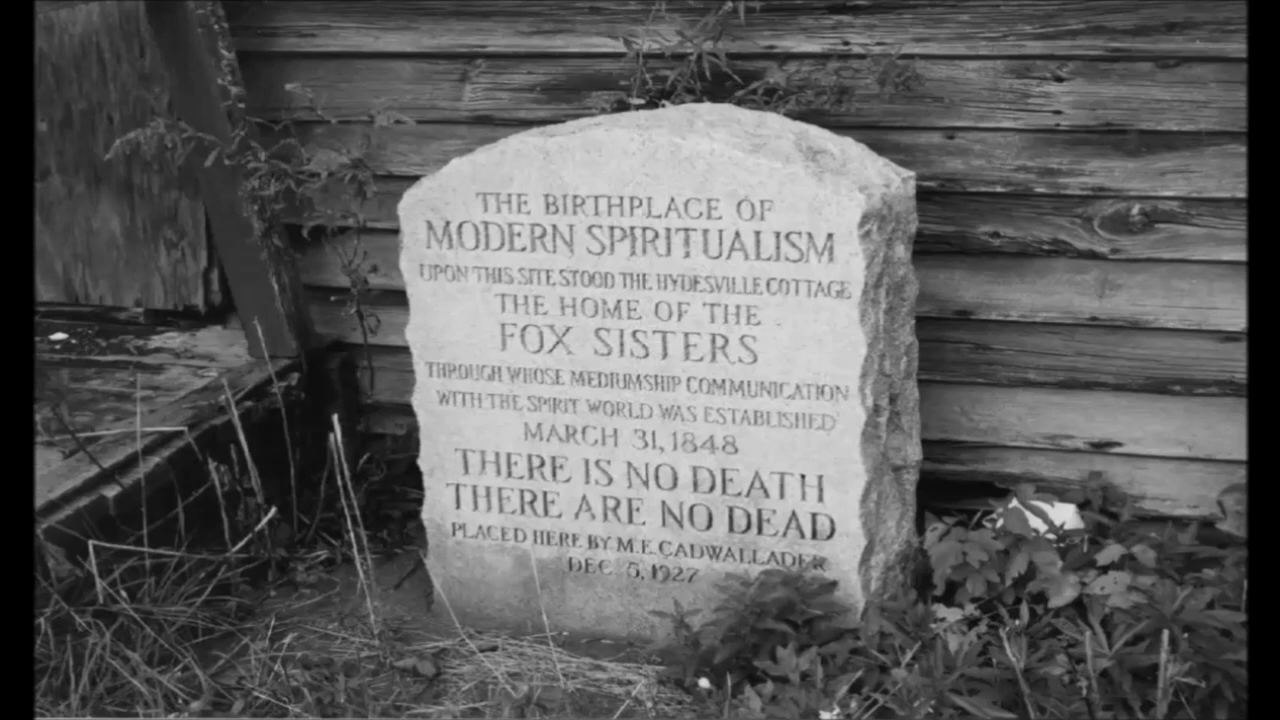 THE BIRTHPLACE OF
MODERN SPIRITUALISM
UPON THIS SITE STOOD THE HYDESVILLE COTTAGE
THE HOME OF THE
FOX SISTERS
THROUGH WHOSE MEDIUMSHIP COMMUNICATION
WITH THE SPIRIT WORLD WAS ESTABLISHED
MARCH 31, 1848
THERE IS NO DEATH
THERE ARE NO DEAD
PLACED HERE BY M. E. CADWALLADER
DEC. 5, 1927